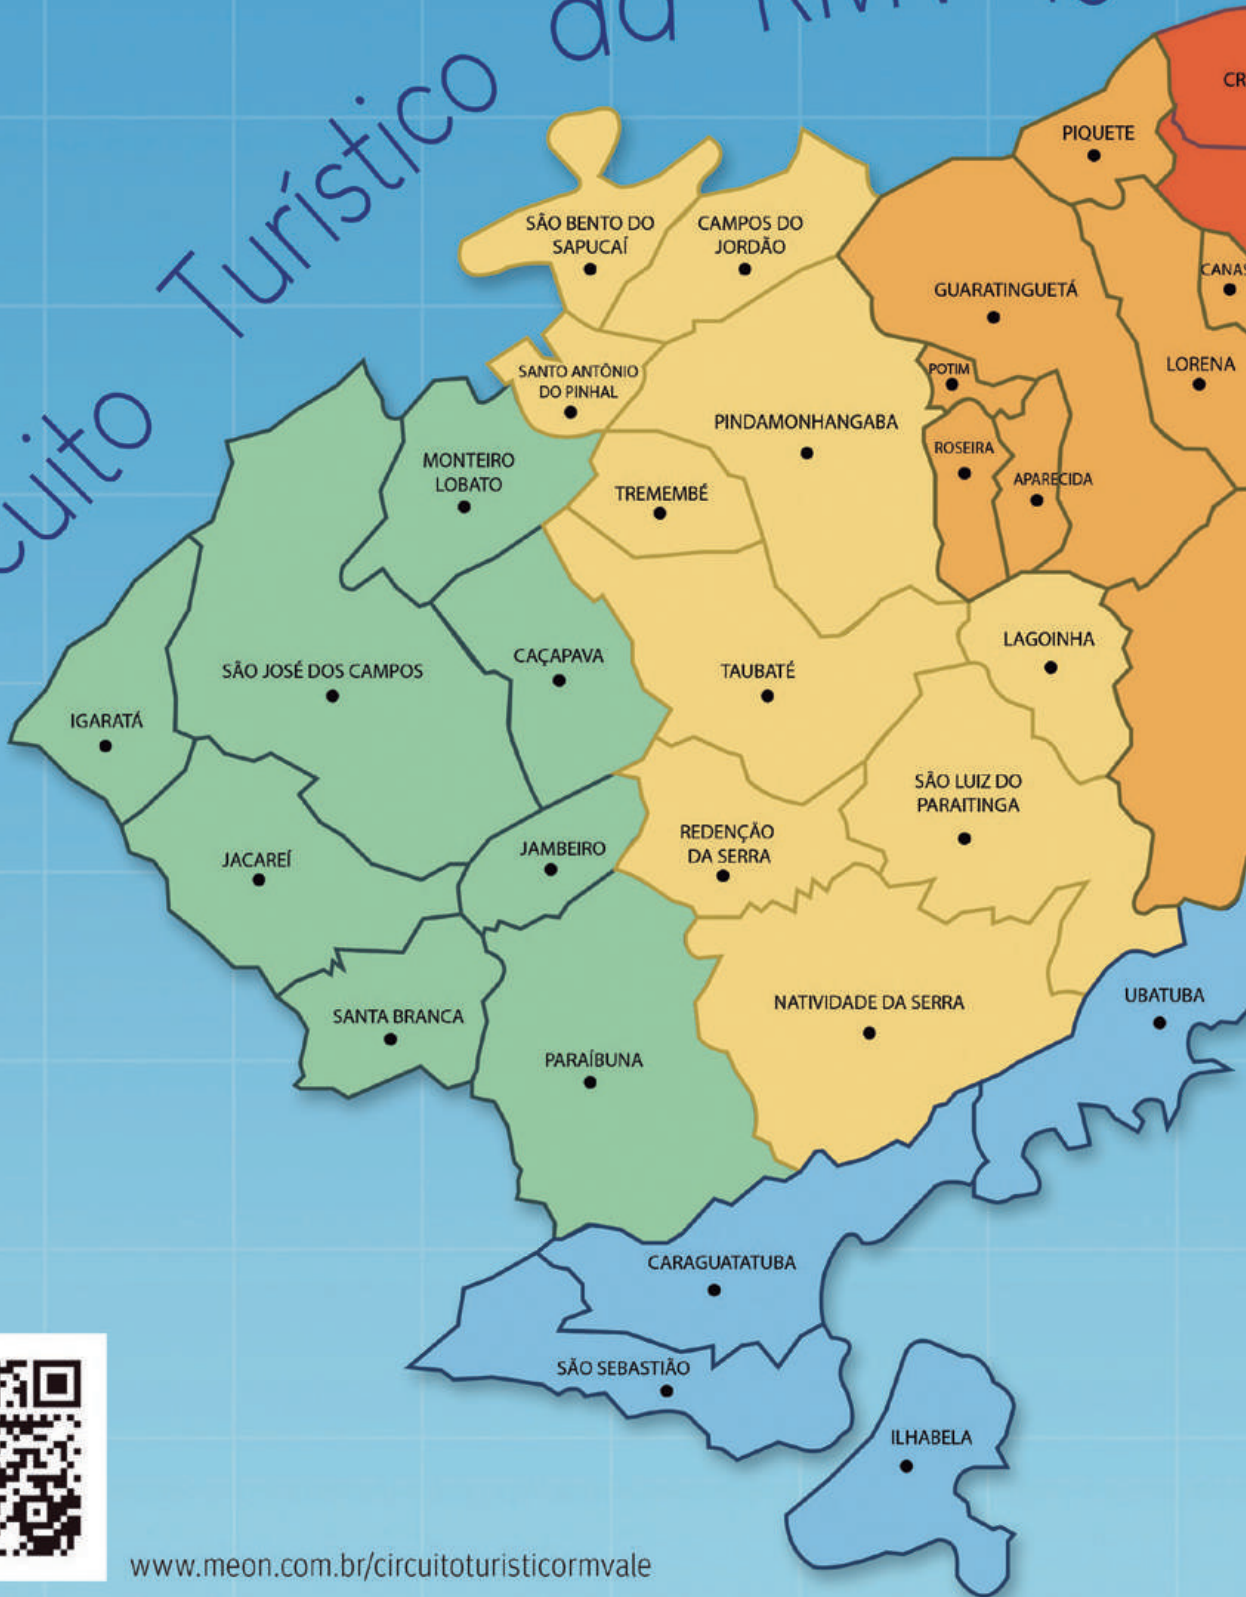 Turístico da
PIQUETE
SÃO BENTO DO
SAPUCAÍ
CAMPOS DO
JORDÃO
GUARATINGUETÁ
SANTO ANTÔNIO
DO PINHAL
POTIM
LORENA
PINDAMONHANGABA
MONTEIRO
LOBATO
ROSEIRA
TREMEMBÉ
APARECIDA
LAGOINHA
CAÇAPAVA
SÃO JOSÉ DOS CAMPOS
TAUBATÉ
IGARATÁ
SÃO LUIZ DO
PARAITINGA
REDENÇÃO
DA SERRA
JAMBEIRO
JACAREÍ
UBATUBA
NATIVIDADE DA SERRA
SANTA BRANCA
PARAÍBUNA
CARAGUATATUBA
SÃO SEBASTIÃO
ILHABELA
www.meon.com.br/circuitoturisticormvale